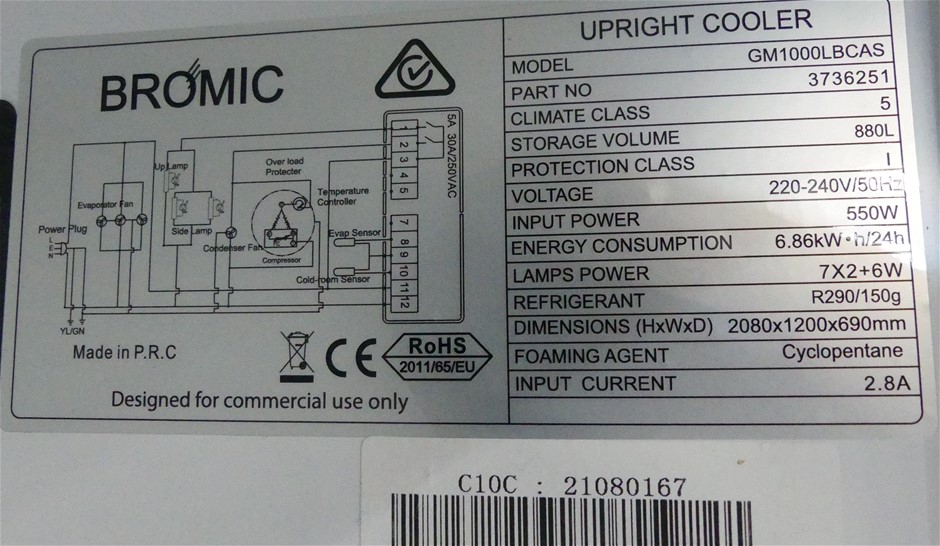 BROMIC
5A 30A/250VAC
1
2
3
4
5
7
8
9
10
11
12
Up Lamp
Over load
Protecter
Temperature
Controller
Evaporator Fan
Side Lamp
Power Plug
L
E
N
Condenser Fan
Compressor
Evap Sensor
Cold-room Sensor
YL/GN
Made in P.R.C
CE
RoHS
2011/65/EU
Designed for commercial use only
UPRIGHT COOLER
MODEL GM1000LBCAS
PART NO 3736251
CLIMATE CLASS 5
STORAGE VOLUME 880L
PROTECTION CLASS I
VOLTAGE 220-240V/50Hz
INPUT POWER 550W
ENERGY CONSUMPTION 6.86kW•h/24h
LAMPS POWER 7X2+6W
REFRIGERANT R290/150g
DIMENSIONS (HxWxD) 2080x1200x690mm
FOAMING AGENT Cyclopentane
INPUT CURRENT 2.8A
C10C : 21080167